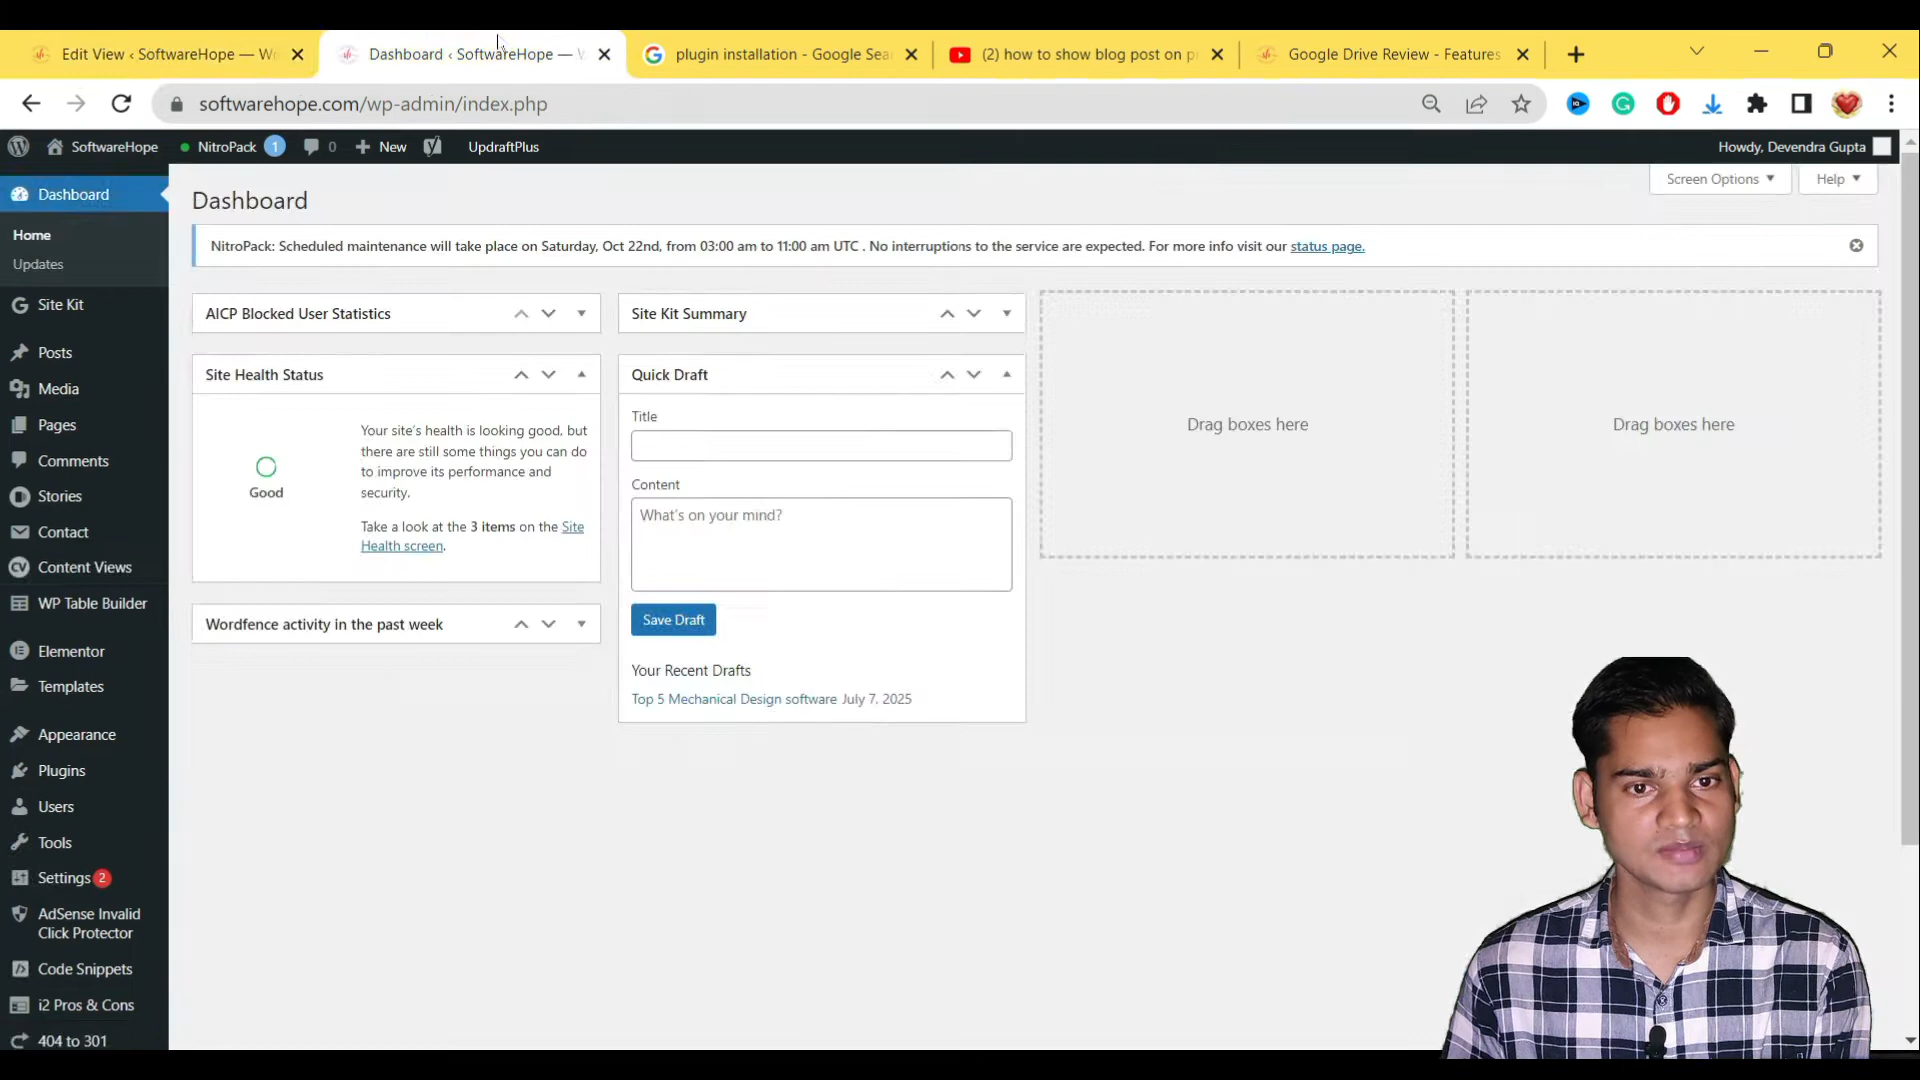 Edit View ‹ SoftwareHope — Wo
Dashboard ‹ SoftwareHope — W
plugin installation - Google Sea
(2) how to show blog post on p
Google Drive Review - Features
softwarehope.com/wp-admin/index.php
SoftwareHope
NitroPack 1
0
New
UpdraftPlus
Howdy, Devendra Gupta
Dashboard
Home
Updates
Site Kit
Posts
Media
Pages
Comments
Stories
Contact
Content Views
WP Table Builder
Elementor
Templates
Appearance
Plugins
Users
Tools
Settings 2
AdSense Invalid
Click Protector
Code Snippets
i2 Pros & Cons
404 to 301
Screen Options
Help
Dashboard
NitroPack: Scheduled maintenance will take place on Saturday, Oct 22nd, from 03:00 am to 11:00 am UTC . No interruptions to the service are expected. For more info visit our status page.
AICP Blocked User Statistics
Site Health Status
Good
Your site's health is looking good, but
there are still some things you can do
to improve its performance and
security.
Take a look at the 3 items on the Site
Health screen.
Wordfence activity in the past week
Site Kit Summary
Quick Draft
Title
Content
What's on your mind?
Save Draft
Your Recent Drafts
Top 5 Mechanical Design software July 7, 2025
Drag boxes here
Drag boxes here